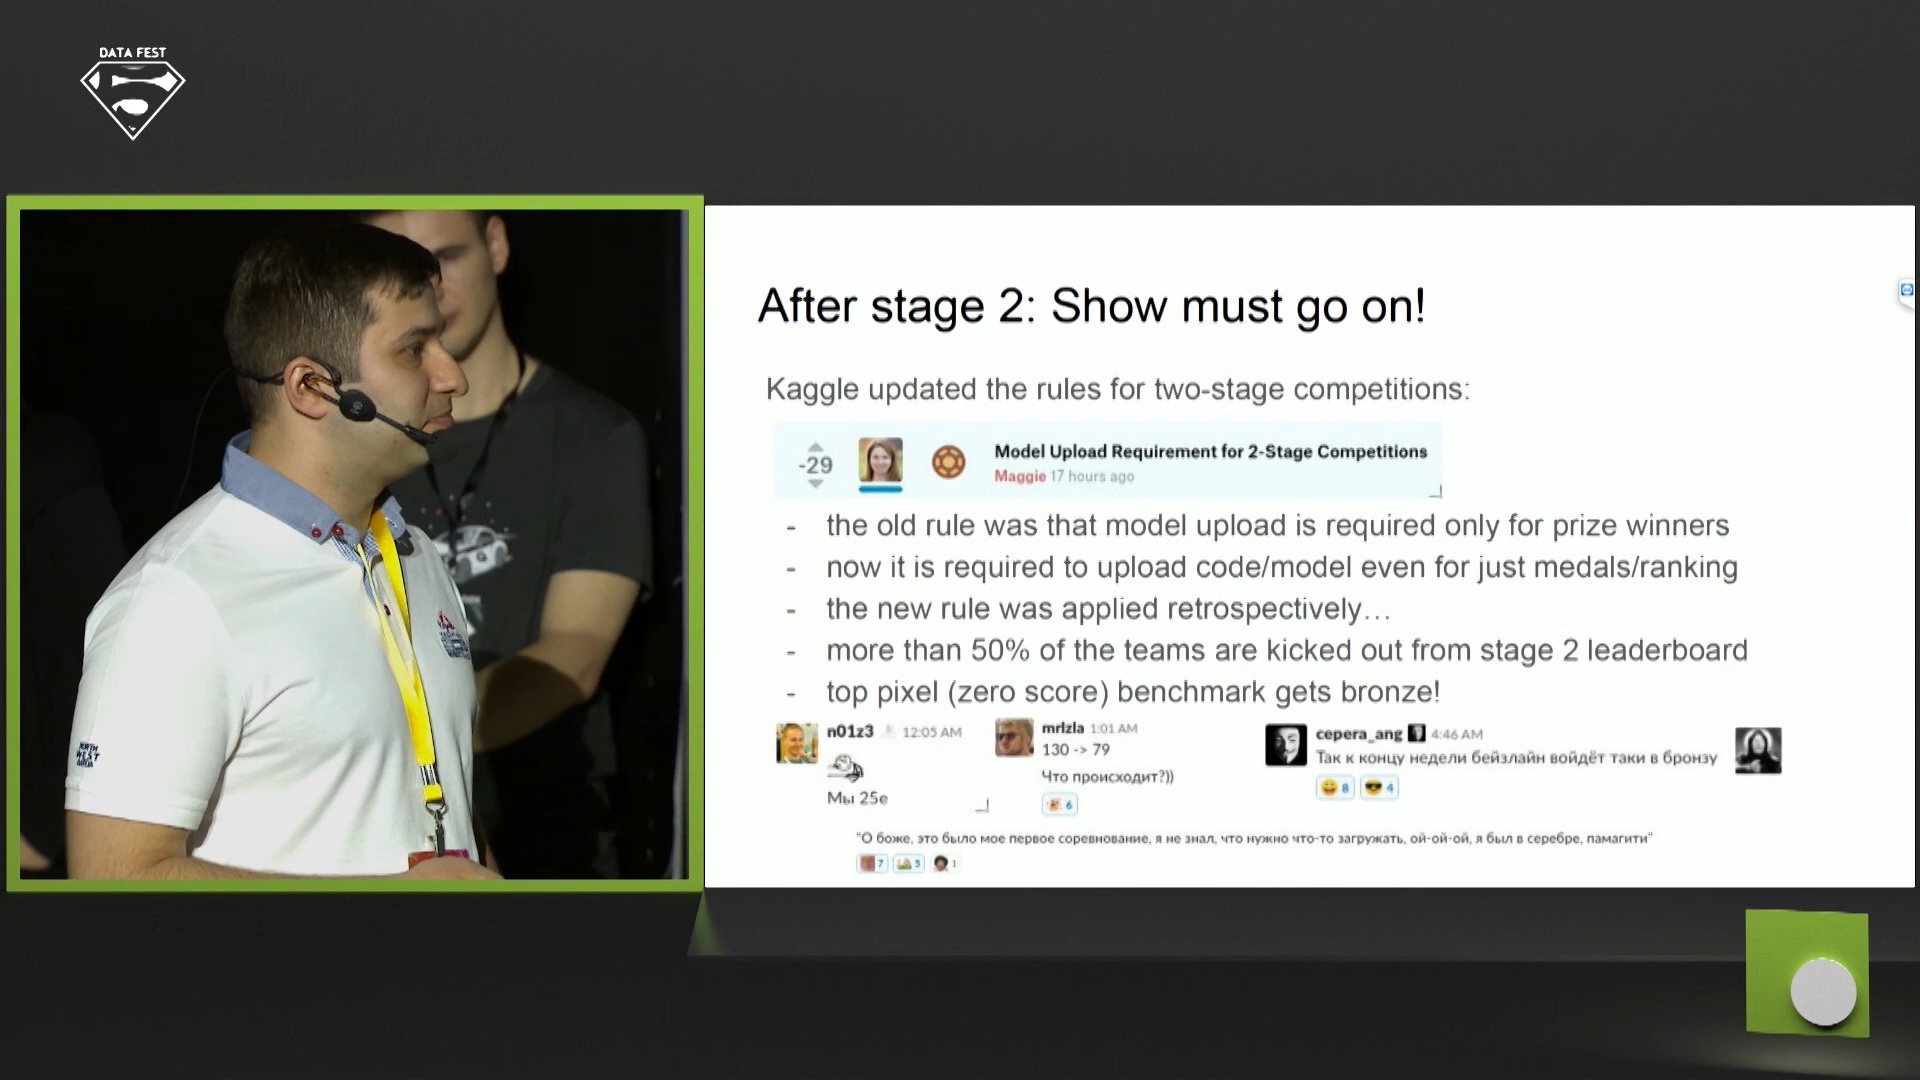 DATA FEST
After stage 2: Show must go on!
Kaggle updated the rules for two-stage competitions:
-29
Model Upload Requirement for 2-Stage Competitions
Maggie 17 hours ago
- the old rule was that model upload is required only for prize winners
- now it is required to upload code/model even for just medals/ranking
- the new rule was applied retrospectively…
- more than 50% of the teams are kicked out from stage 2 leaderboard
- top pixel (zero score) benchmark gets bronze!
n01z3 12:05 AM
Мы 25е
mrlzla 1:01 AM
130 -> 79
Что происходит?))
6
cepera_ang 4:46 AM
Так к концу недели бейзлайн войдёт таки в бронзу
8 4
"О боже, это было мое первое соревнование, я не знал, что нужно что-то загружать, ой-ой-ой, я был в серебре, памагити"
7 5 1
NORTH
WEST